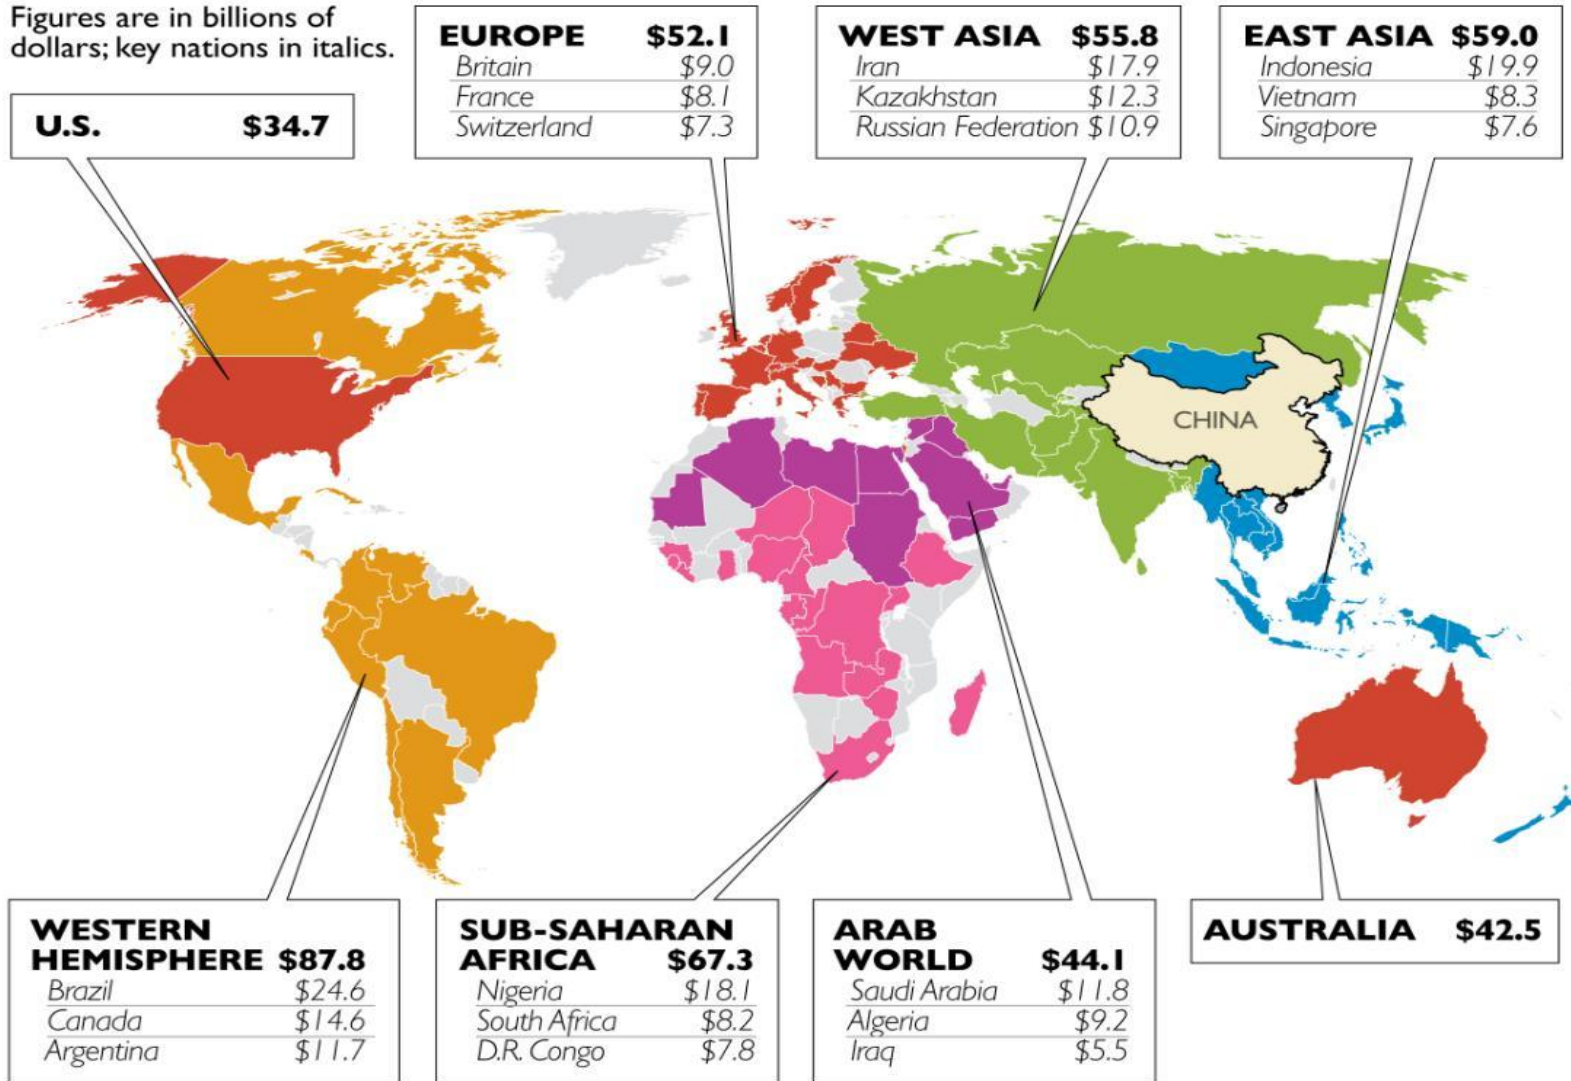 Figures are in billions of
dollars; key nations in italics.
U.S. $34.7
EUROPE $52.1
Britain $9.0
France $8.1
Switzerland $7.3
WEST ASIA $55.8
Iran $17.9
Kazakhstan $12.3
Russian Federation $10.9
EAST ASIA $59.0
Indonesia $19.9
Vietnam $8.3
Singapore $7.6
CHINA
WESTERN
HEMISPHERE $87.8
Brazil $24.6
Canada $14.6
Argentina $11.7
SUB-SAHARAN
AFRICA $67.3
Nigeria $18.1
South Africa $8.2
D.R. Congo $7.8
ARAB
WORLD $44.1
Saudi Arabia $11.8
Algeria $9.2
Iraq $5.5
AUSTRALIA $42.5